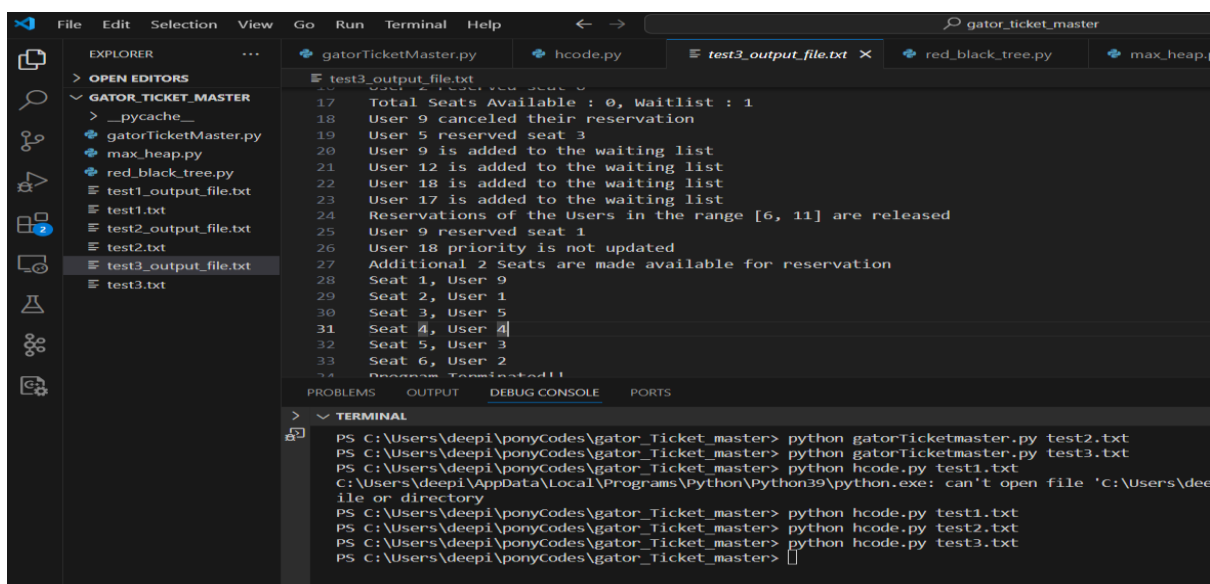 File Edit Selection View Go Run Terminal Help gator_ticket_master
EXPLORER
gatorTicketMaster.py hcode.py test3_output_file.txt red_black_tree.py max_heap.
OPEN EDITORS
GATOR_TICKET_MASTER
__pycache__
gatorTicketMaster.py
max_heap.py
red_black_tree.py
test1_output_file.txt
test1.txt
test2_output_file.txt
test2.txt
test3_output_file.txt
test3.txt
2
test3_output_file.txt
17 Total Seats Available : 0, Waitlist : 1
18 User 9 canceled their reservation
19 User 5 reserved seat 3
20 User 9 is added to the waiting list
21 User 12 is added to the waiting list
22 User 18 is added to the waiting list
23 User 17 is added to the waiting list
24 Reservations of the Users in the range [6, 11] are released
25 User 9 reserved seat 1
26 User 18 priority is not updated
27 Additional 2 Seats are made available for reservation
28 Seat 1, User 9
29 Seat 2, User 1
30 Seat 3, User 5
31 Seat 4, User 4
32 Seat 5, User 3
33 Seat 6, User 2
PROBLEMS OUTPUT DEBUG CONSOLE PORTS
TERMINAL
PS C:\Users\deepi\ponyCodes\gator_Ticket_master> python gatorTicketmaster.py test2.txt
PS C:\Users\deepi\ponyCodes\gator_Ticket_master> python gatorTicketmaster.py test3.txt
PS C:\Users\deepi\ponyCodes\gator_Ticket_master> python hcode.py test1.txt
C:\Users\deepi\AppData\Local\Programs\Python\Python39\python.exe: can't open file 'C:\Users\dee
ile or directory
PS C:\Users\deepi\ponyCodes\gator_Ticket_master> python hcode.py test1.txt
PS C:\Users\deepi\ponyCodes\gator_Ticket_master> python hcode.py test2.txt
PS C:\Users\deepi\ponyCodes\gator_Ticket_master> python hcode.py test3.txt
PS C:\Users\deepi\ponyCodes\gator_Ticket_master>